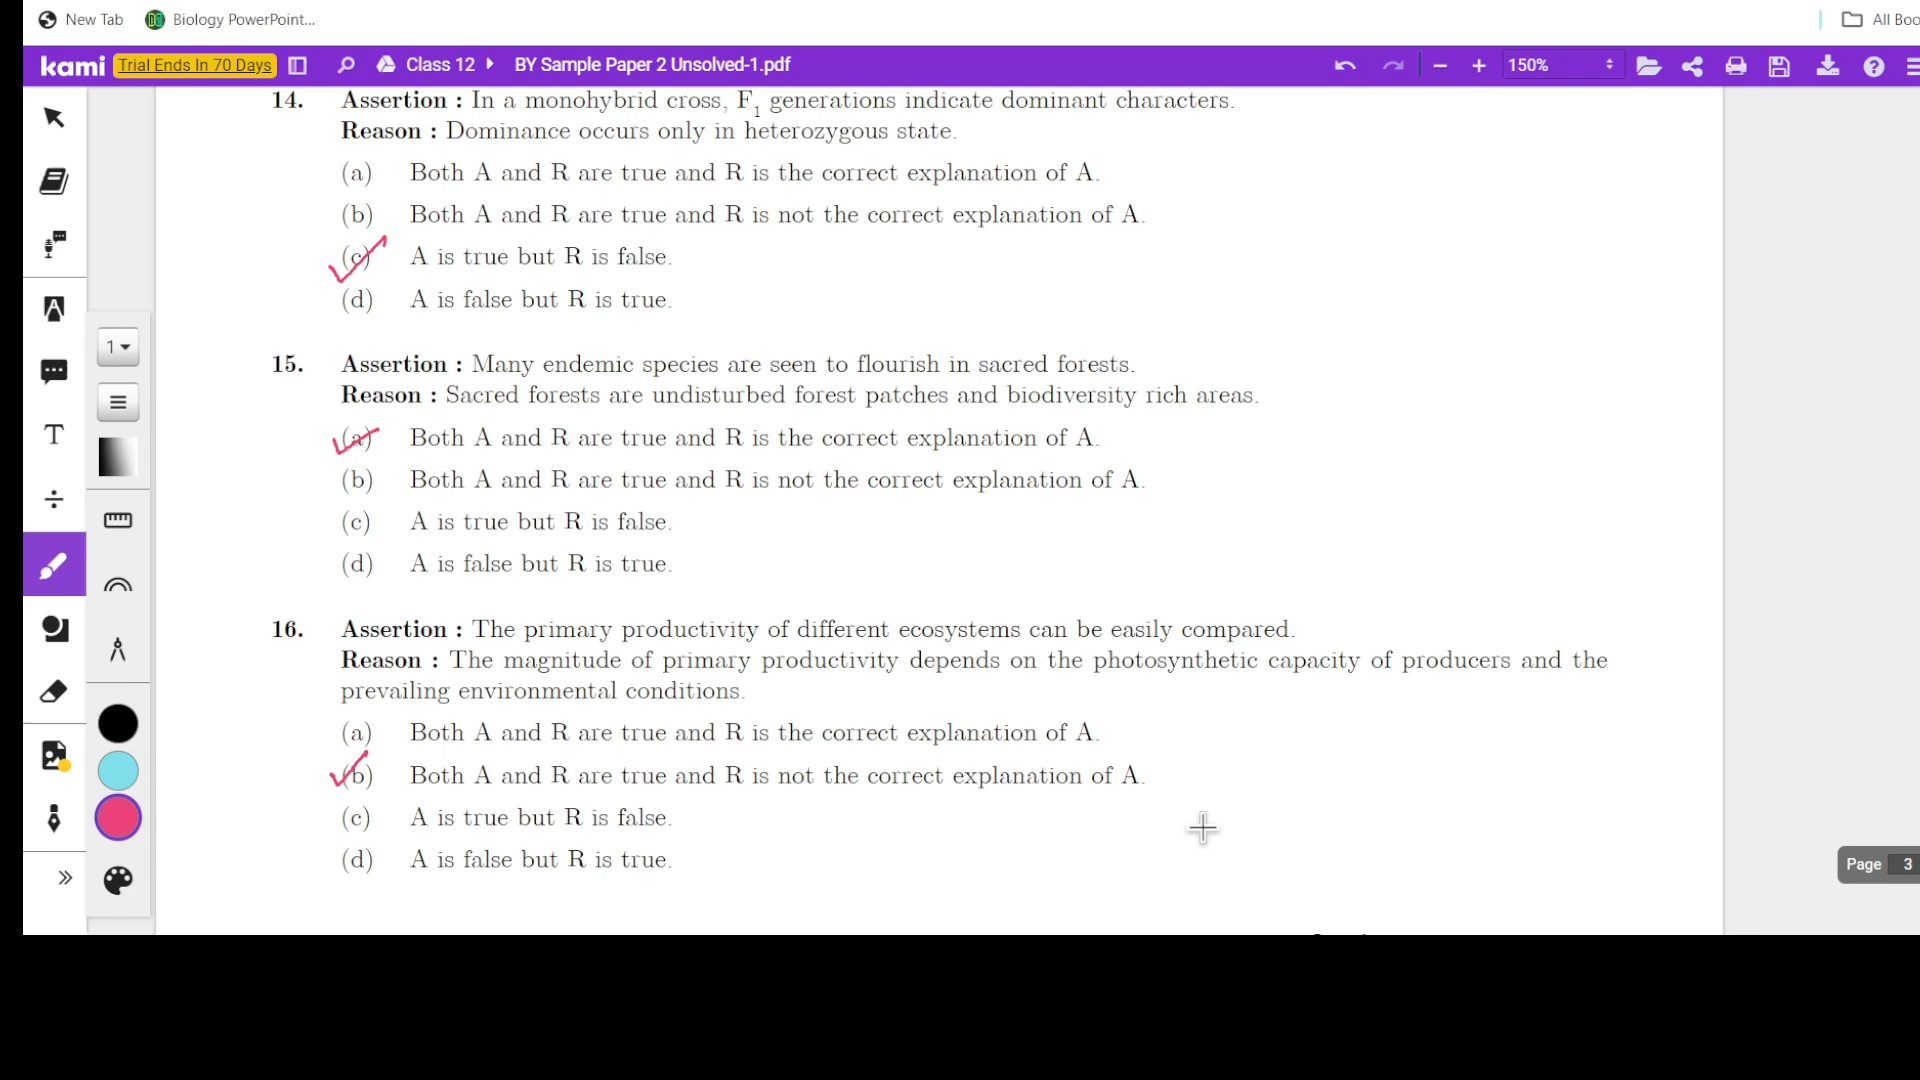 New Tab
Biology PowerPoint...
All Boo
kami
Trial Ends In 70 Days
Class 12
BY Sample Paper 2 Unsolved-1.pdf
150%
14. Assertion : In a monohybrid cross, F1 generations indicate dominant characters.
Reason : Dominance occurs only in heterozygous state.
(a) Both A and R are true and R is the correct explanation of A.
(b) Both A and R are true and R is not the correct explanation of A.
(c) A is true but R is false.
(d) A is false but R is true.
15. Assertion : Many endemic species are seen to flourish in sacred forests.
Reason : Sacred forests are undisturbed forest patches and biodiversity rich areas.
(a) Both A and R are true and R is the correct explanation of A.
(b) Both A and R are true and R is not the correct explanation of A.
(c) A is true but R is false.
(d) A is false but R is true.
16. Assertion : The primary productivity of different ecosystems can be easily compared.
Reason : The magnitude of primary productivity depends on the photosynthetic capacity of producers and the
prevailing environmental conditions.
(a) Both A and R are true and R is the correct explanation of A.
(b) Both A and R are true and R is not the correct explanation of A.
(c) A is true but R is false.
(d) A is false but R is true.
1
Page 3